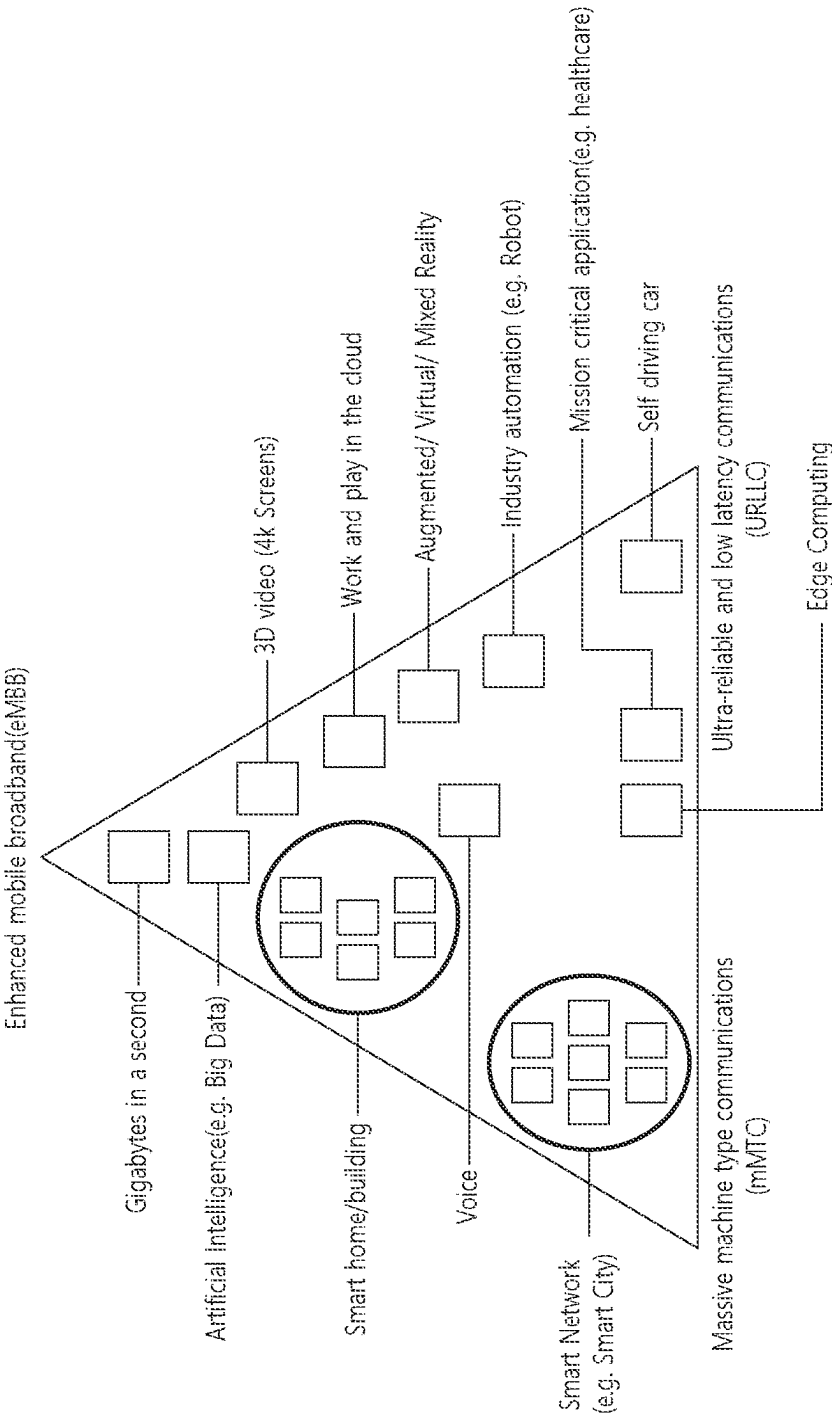 Enhanced mobile broadband(eMBB)
Gigabytes in a second
Artificial intelligence(e.g. Big Data)
3D video (4k Screens)
Smart home/building
Work and play in the cloud
Augmented/ Virtual/ Mixed Reality
Voice
Industry automation (e.g. Robot)
Smart Network
(e.g. Smart City)
Mission critical application(e.g. healthcare)
Self driving car
Massive machine type communications
(mMTC)
Ultra-reliable and low latency communications
(URLLC)
Edge Computing